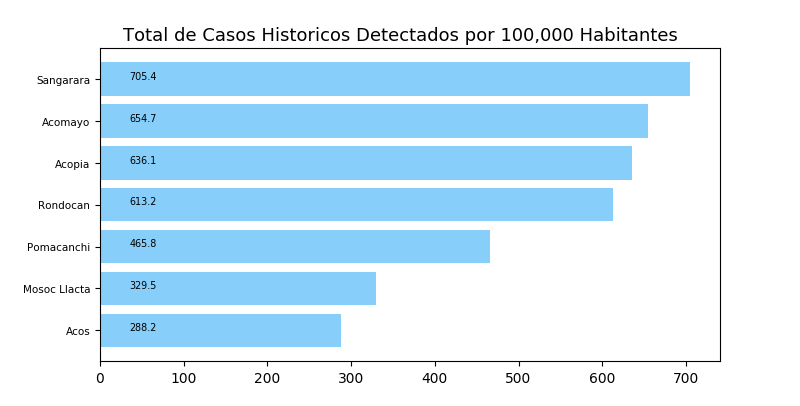 Total de Casos Historicos Detectados por 100,000 Habitantes
Sangarara 705.4
Acomayo 654.7
Acopia 636.1
Rondocan 613.2
Pomacanchi 465.8
Mosoc Llacta 329.5
Acos 288.2
0 100 200 300 400 500 600 700